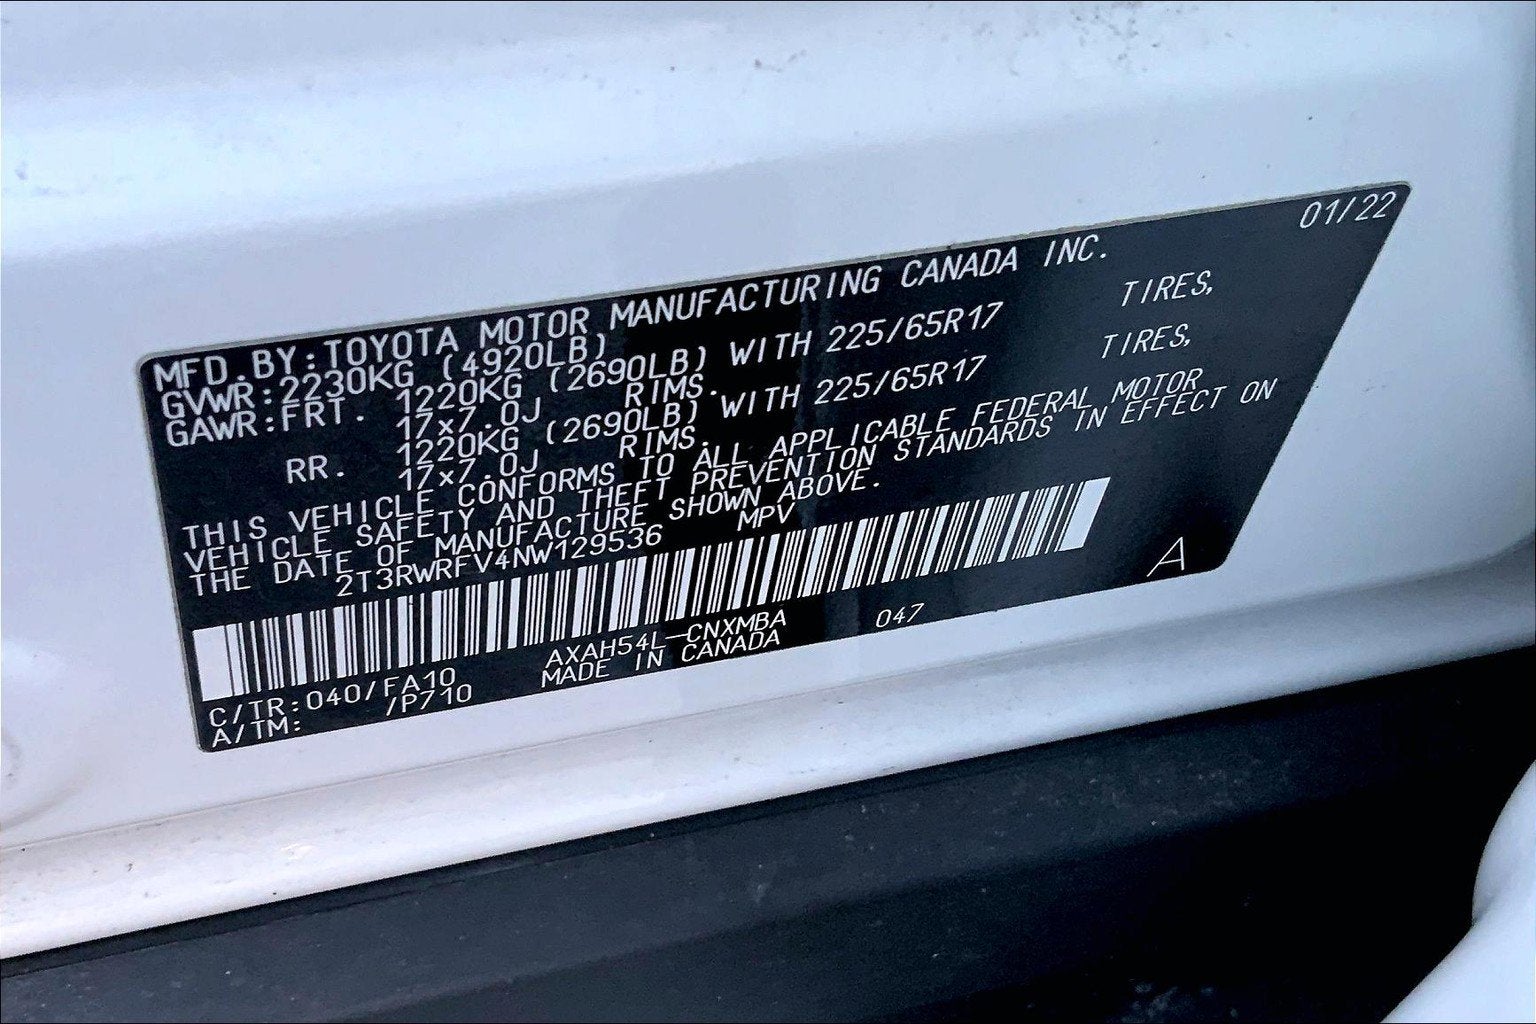 01/22
MFD.BY:TOYOTA MOTOR MANUFACTURING CANADA INC.
GVWR:2230KG (4920LB)
GAWR:FRT. 1220KG (2690LB) WITH 225/65R17 TIRES,
17x7.0J RIMS.
RR. 1220KG (2690LB) WITH 225/65R17 TIRES,
17x7.0J RIMS.
THIS VEHICLE CONFORMS TO ALL APPLICABLE FEDERAL MOTOR
VEHICLE SAFETY AND THEFT PREVENTION STANDARDS IN EFFECT ON
THE DATE OF MANUFACTURE SHOWN ABOVE.
2T3RWRFV4NW129536 MPV
A
C/TR:040/FA10 AXAH54L-CNXMBA 047
A/TM: /P710 MADE IN CANADA